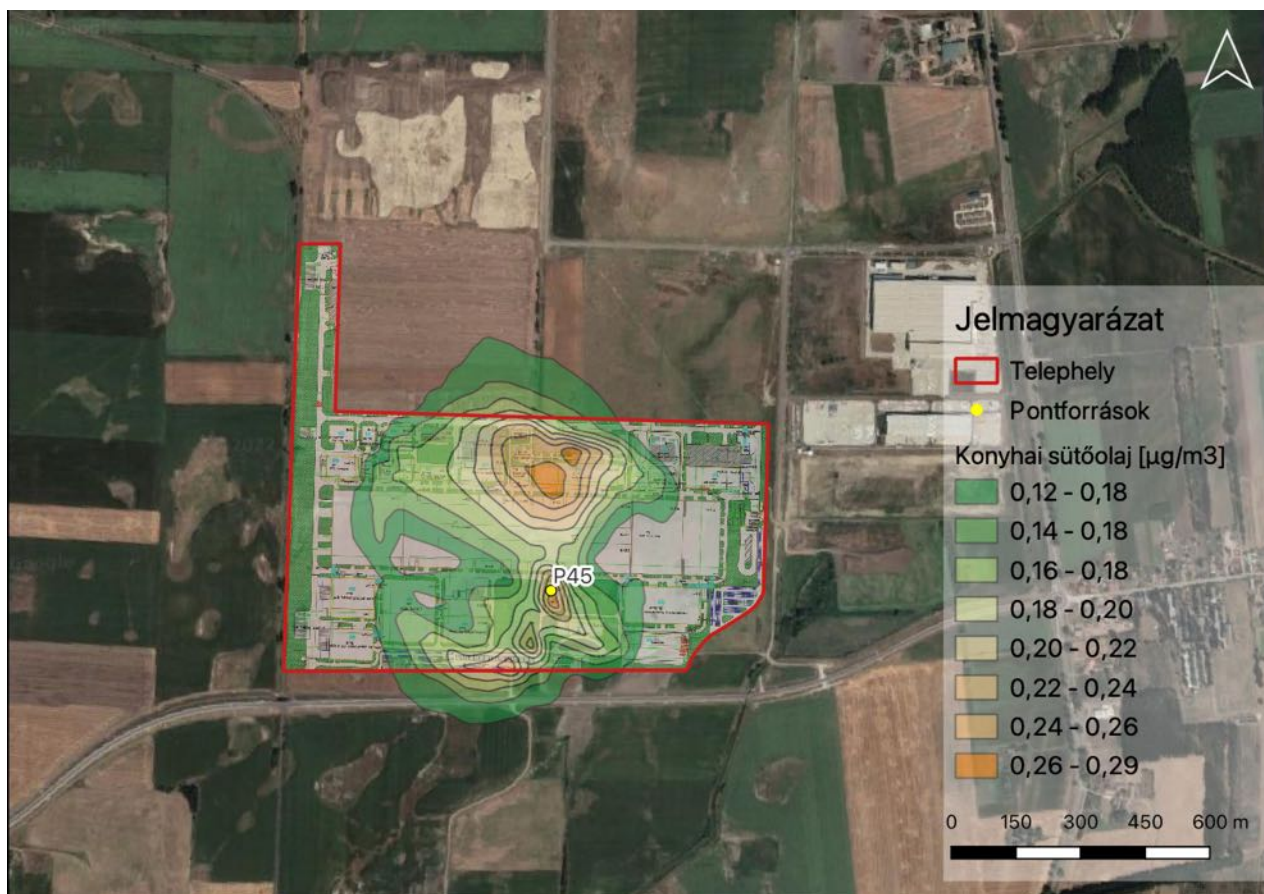 Jelmagyarázat
Telephely
Pontforrások
Konyhai sütőolaj [µg/m3]
0,12 - 0,18
0,14 - 0,18
0,16 - 0,18
0,18 - 0,20
0,20 - 0,22
0,22 - 0,24
0,24 - 0,26
0,26 - 0,29
0 150 300 450 600 m
P45